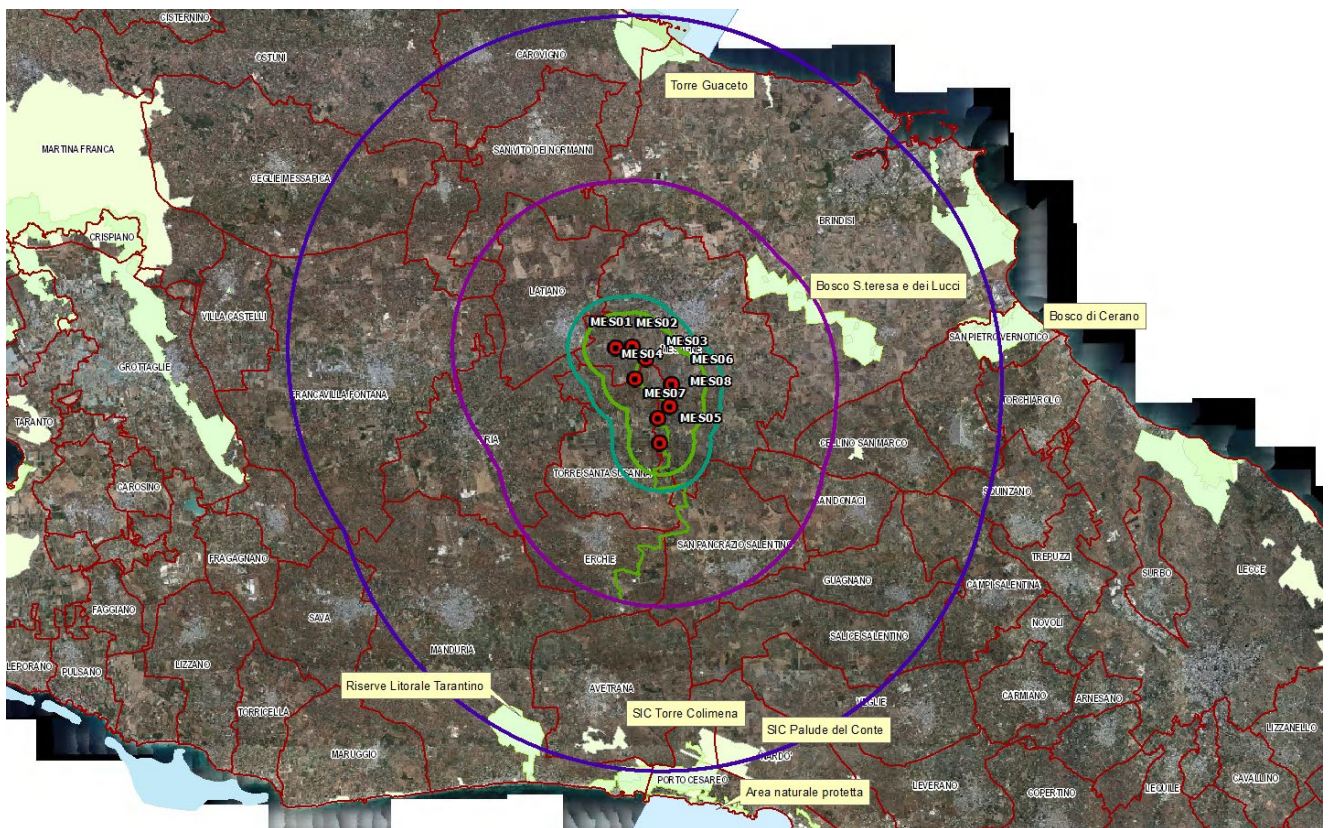 CISTERNINO
OSTUNI
CAROVIGNO
Torre Guaceto
MARTINA FRANCA
SAN VITO DEI NORMANNI
CEGLIE MESSAPICA
BRINDISI
CRISPIANO
Bosco S.teresa e dei Lucci
LATIANO
Bosco di Cerano
VILLA CASTELLI
MES01
MES02
SAN PIETRO VERNOTICO
MES03
MES04
MES06
GROTTAGLIE
MES08
FRANCAVILLA FONTANA
MES07
TORCHIAROLO
MES05
TARANTO
ORIA
CELLINO SAN MARCO
TORRE SANTA SUSANNA
CAROSINO
SQUINZANO
SAN DONACI
SAN PANCRAZIO SALENTINO
FRAGAGNANO
ERCHIE
TREPUZZI
SURBO
LECCE
GUAGNANO
CAMPI SALENTINA
FAGGIANO
SAVA
NOVOLI
SALICE SALENTINO
MANDURIA
LEPORANO
PULSANO
LIZZANO
Riserve Litorale Tarantino
AVETRANA
CARMIANO
ARNESANO
VEGLIE
TORRICELLA
SIC Torre Colimena
LIZZANELLO
SIC Palude del Conte
MARUGGIO
NARDO'
PORTO CESAREO
CAVALLINO
LEVERANO
LEQUILE
Area naturale protetta
COPERTINO